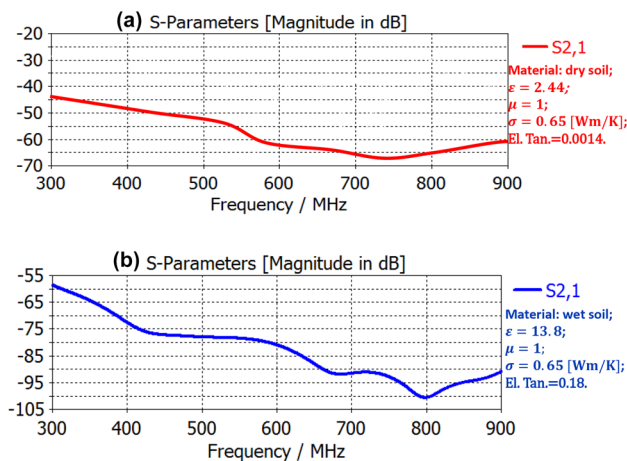 (a) S-Parameters [Magnitude in dB]
-20
-30
-40
-50
-60
-70
300 400 500 600 700 800 900
Frequency / MHz
S2,1
Material: dry soil;
ε = 2.44;
μ = 1;
σ = 0.65 [Wm/K];
El. Tan.=0.0014.
(b) S-Parameters [Magnitude in dB]
-55
-65
-75
-85
-95
-105
300 400 500 600 700 800 900
Frequency / MHz
S2,1
Material: wet soil;
ε = 13.8;
μ = 1;
σ = 0.65 [Wm/K];
El. Tan.=0.18.